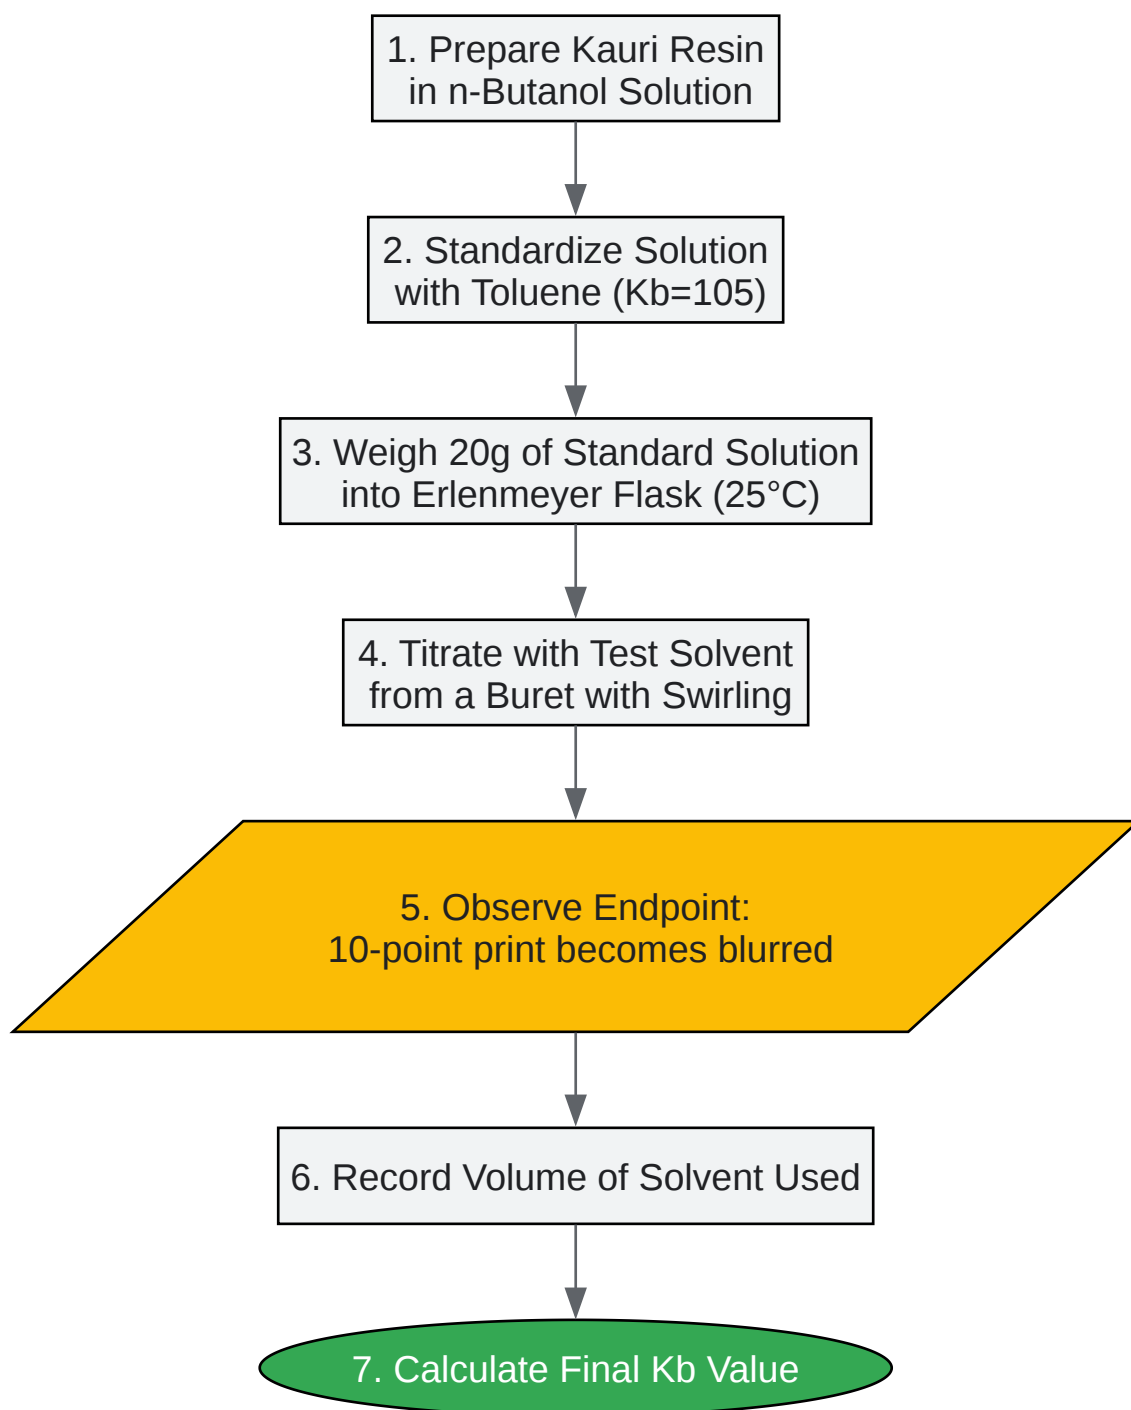 1. Prepare Kauri Resin
in n-Butanol Solution
2. Standardize Solution
with Toluene (Kb=105)
3. Weigh 20g of Standard Solution
into Erlenmeyer Flask (25°C)
4. Titrate with Test Solvent
from a Buret with Swirling
5. Observe Endpoint:
10-point print becomes blurred
6. Record Volume of Solvent Used
7. Calculate Final Kb Value